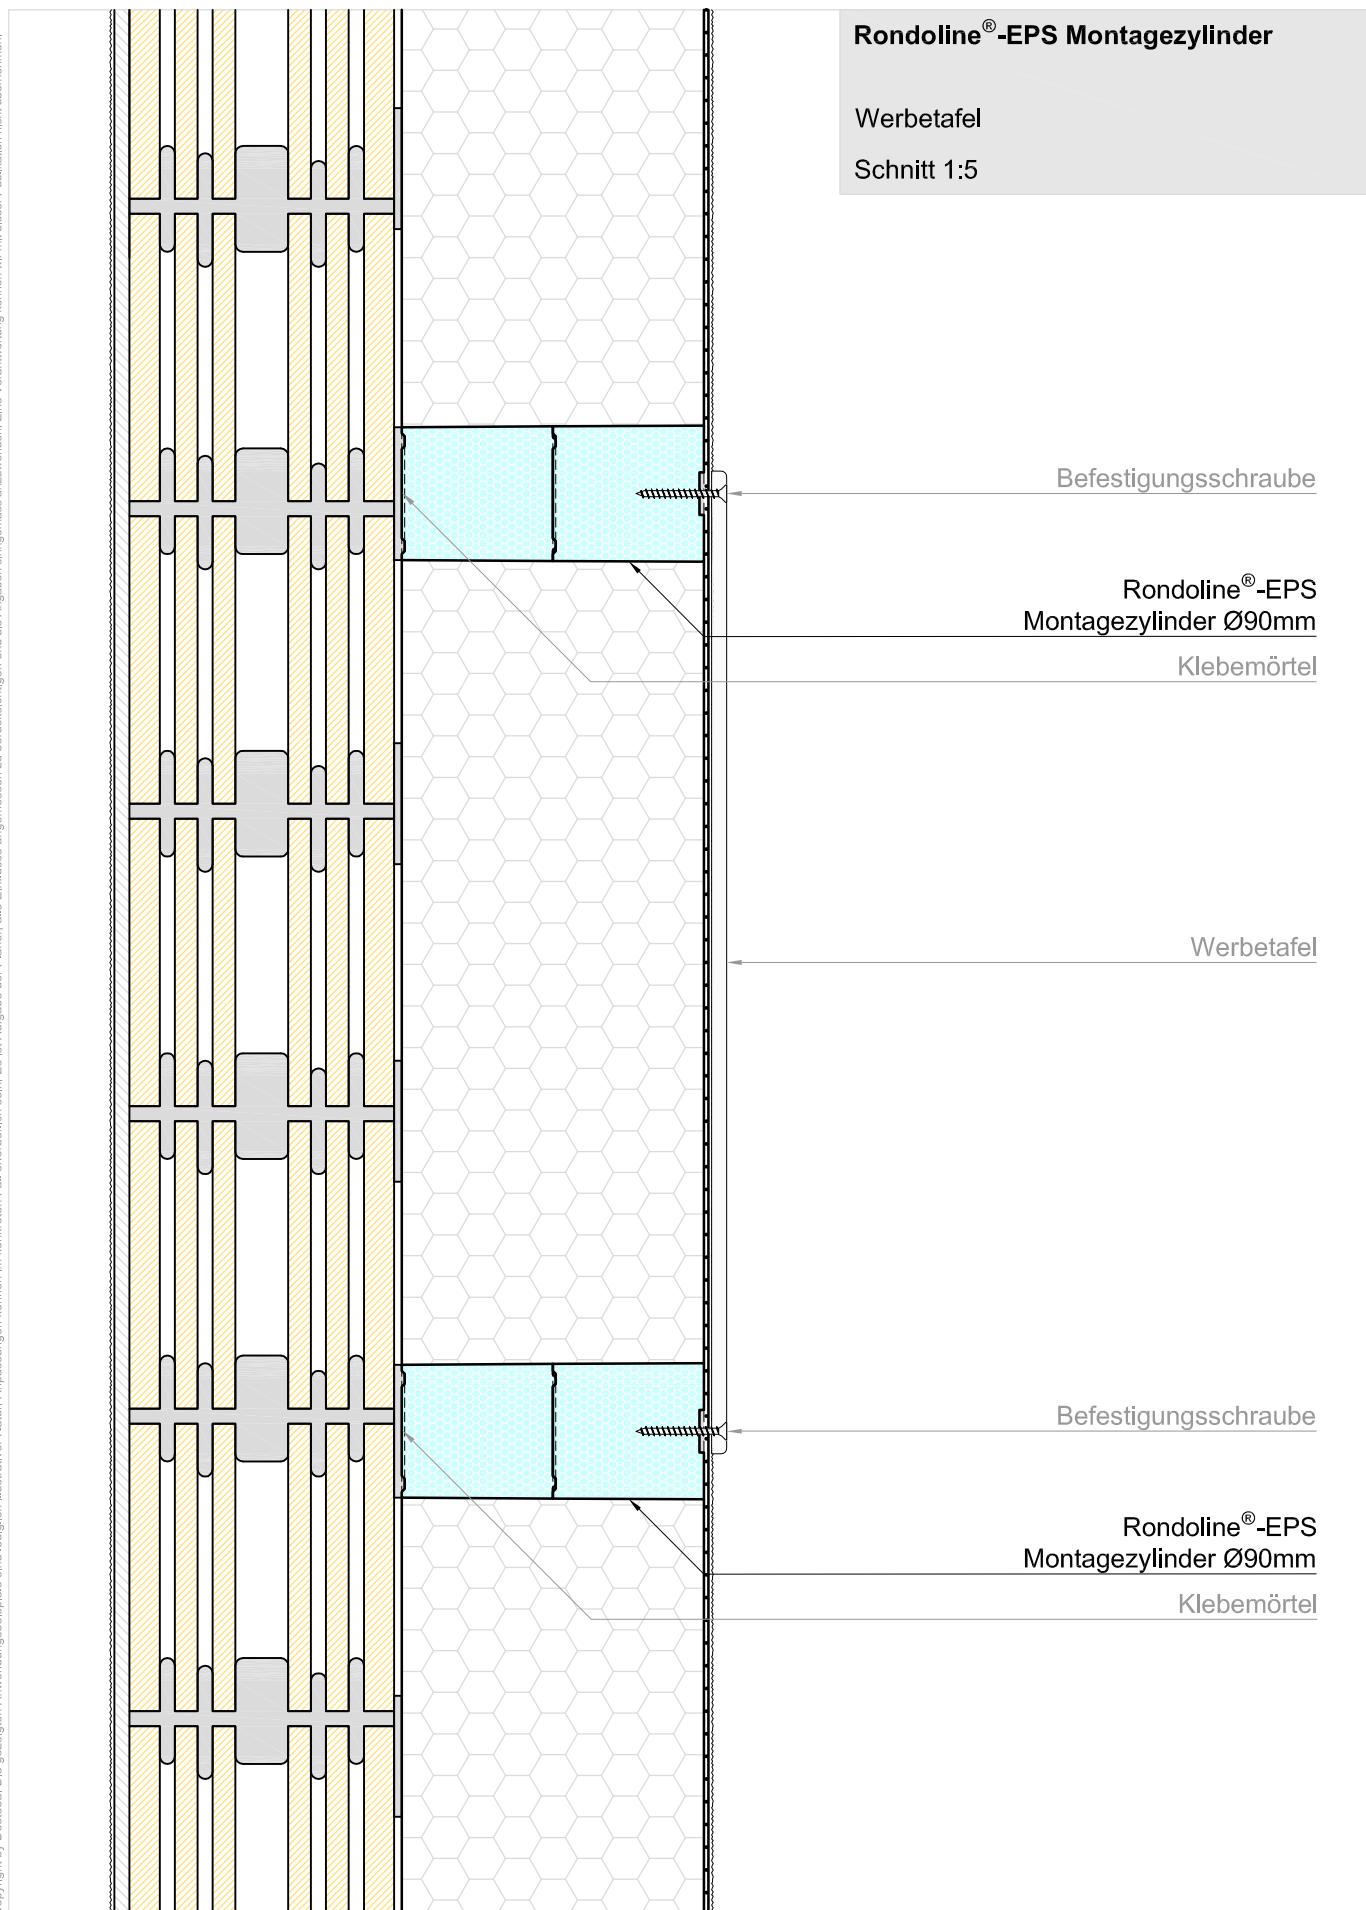 Rondoline®-EPS Montagezylinder
Werbetafel
Schnitt 1:5
Befestigungsschraube
Rondoline®-EPS
Montagezylinder Ø90mm
Klebemörtel
Werbetafel
Befestigungsschraube
Rondoline®-EPS
Montagezylinder Ø90mm
Klebemörtel